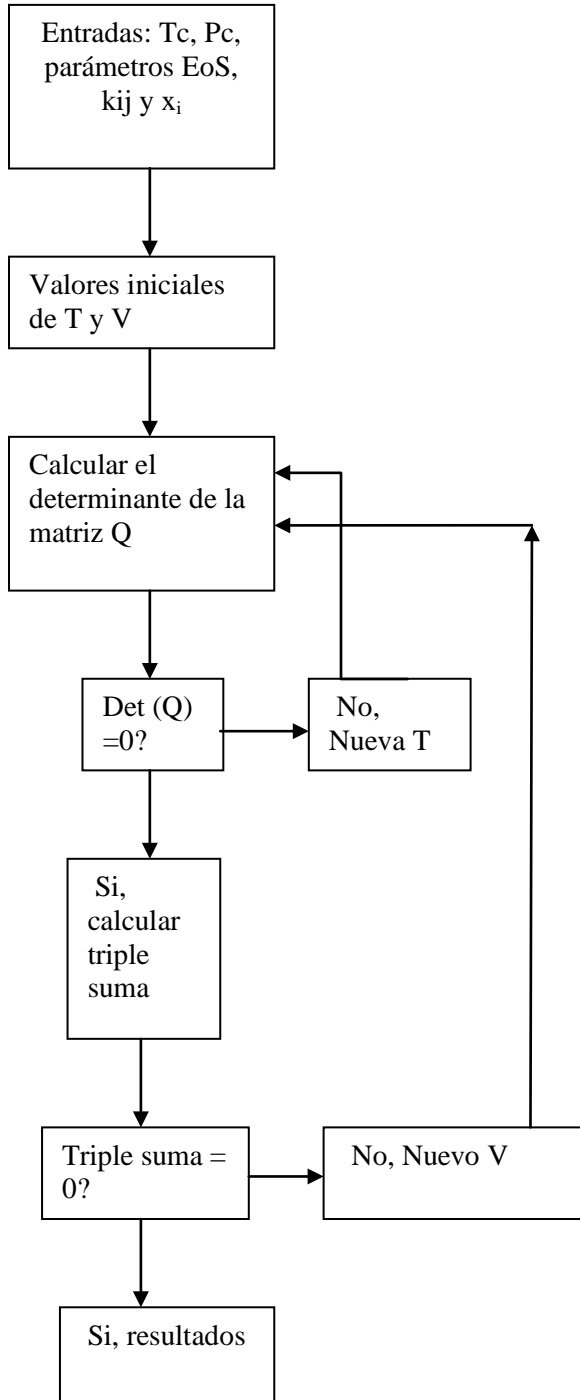 Entradas: Tc, Pc,
parámetros EoS,
kij y xᵢ
Valores iniciales
de T y V
Calcular el
determinante de la
matriz Q
Det (Q)
=0?
No,
Nueva T
Si,
calcular
triple
suma
Triple suma =
0?
No, Nuevo V
Si, resultados